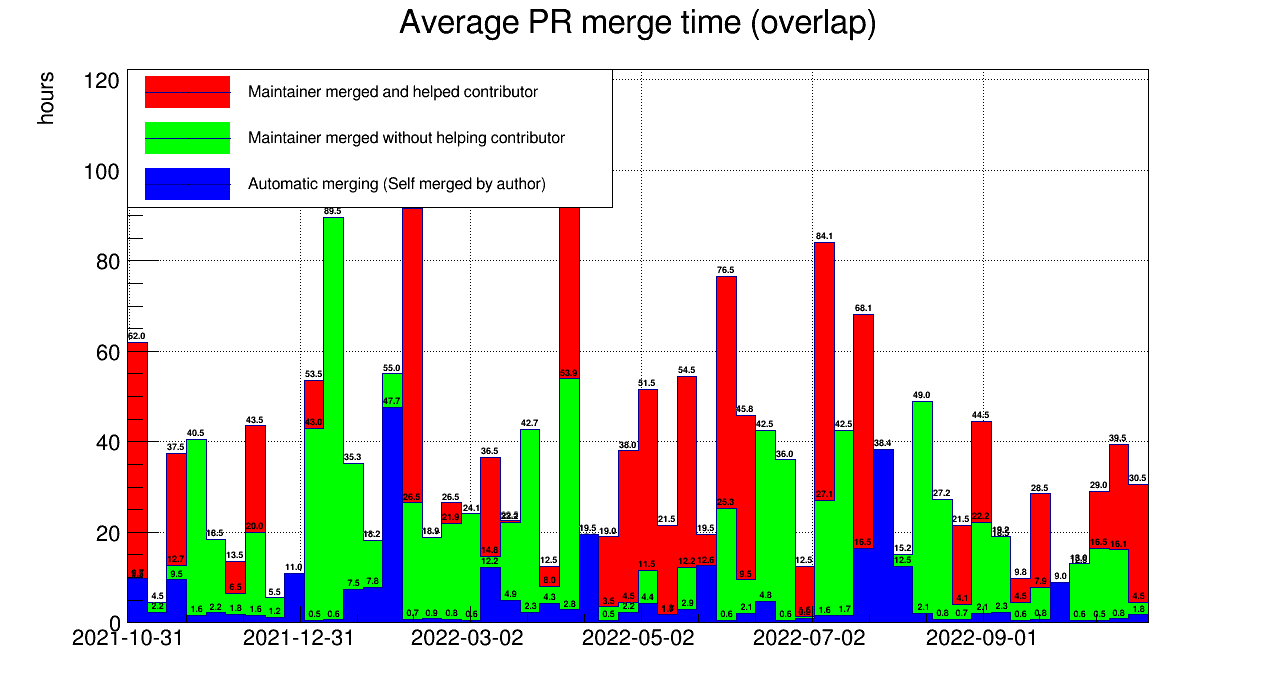 Average PR merge time (overlap)
hours
Maintainer merged and helped contributor
Maintainer merged without helping contributor
Automatic merging (Self merged by author)
120
100
80
60
40
20
0
89.5
84.1
76.5
68.1
62.0
53.5 55.0 53.9 51.5 54.5
43.0 47.7 49.0
43.5 42.7 45.8 42.5 42.5 44.5
37.5 40.5 35.3 36.5 38.0 36.0 38.4 39.5
26.5 26.5 24.1 25.3 27.1 27.2 28.5 29.0 30.5
20.0 18.2 18.9 21.9 22.5 19.5 19.0 21.5 19.5 21.5 22.2 19.2
12.7 16.5 13.5 11.0 14.8 12.5 11.5 12.2 12.6 12.5 16.5 15.2 12.5 16.5 16.1
9.5 6.5 5.5 7.5 7.8 12.2 8.0 9.5 9.8 7.9 9.0 13.0
4.5 2.2 1.6 2.2 1.8 1.6 1.2 0.5 0.6 0.7 0.9 0.8 0.6 4.9 2.3 4.3 2.8 3.5 0.5 4.5 2.2 4.4 1.8 2.9 0.6 2.1 4.8 0.6 1.6 1.7 2.1 0.8 4.1 0.7 2.1 2.3 4.5 0.6 0.8 0.6 0.5 0.8 4.5 1.8
2021-10-31 2021-12-31 2022-03-02 2022-05-02 2022-07-02 2022-09-01